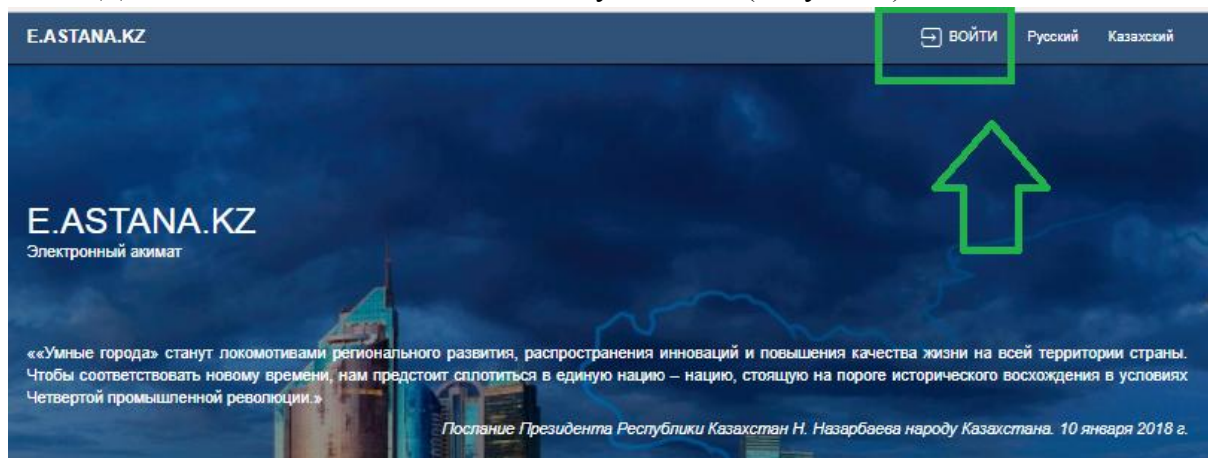 E.ASTANA.KZ ВОЙТИ Русский Казахский
E.ASTANA.KZ
Электронный акимат
««Умные города» станут локомотивами регионального развития, распространения инноваций и повышения качества жизни на всей территории страны.
Чтобы соответствовать новому времени, нам предстоит сплотиться в единую нацию – нацию, стоящую на пороге исторического восхождения в условиях
Четвертой промышленной революции.»
Послание Президента Республики Казахстан Н. Назарбаева народу Казахстана. 10 января 2018 г.